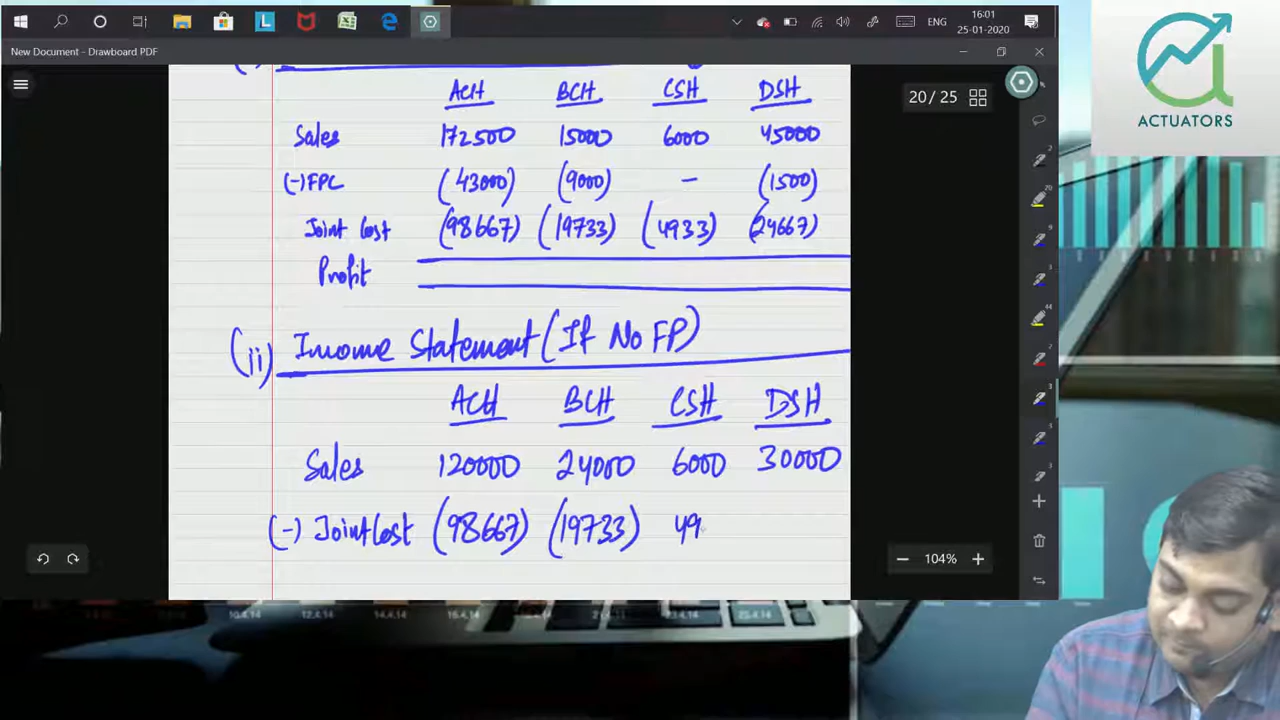 16:01
ENG
25-01-2020
New Document - Drawboard PDF
20 / 25
ACTUATORS
ACH BCH CSH DSH
Sales 172500 15000 6000 45000
(-) FPC (43000) (9000) - (1500)
Joint Cost (98667) (19733) (4933) (24667)
Profit
(ii) Income Statement (If No FP)
ACH BCH CSH DSH
Sales 120000 24000 6000 30000
(-) Joint Cost (98667) (19733) 49
104%